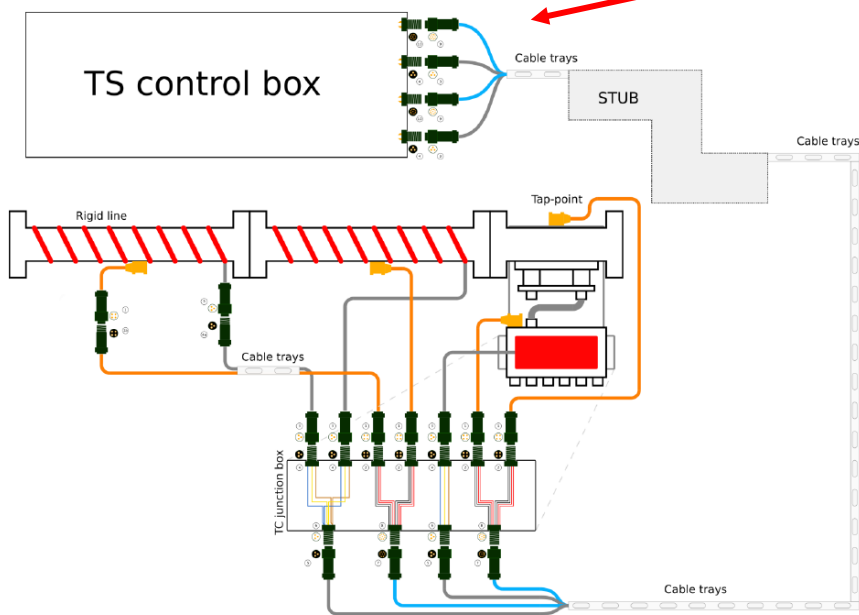 TS control box
Cable trays
STUB
Cable trays
Tap-point
Rigid line
Cable trays
TC junction box
Cable trays